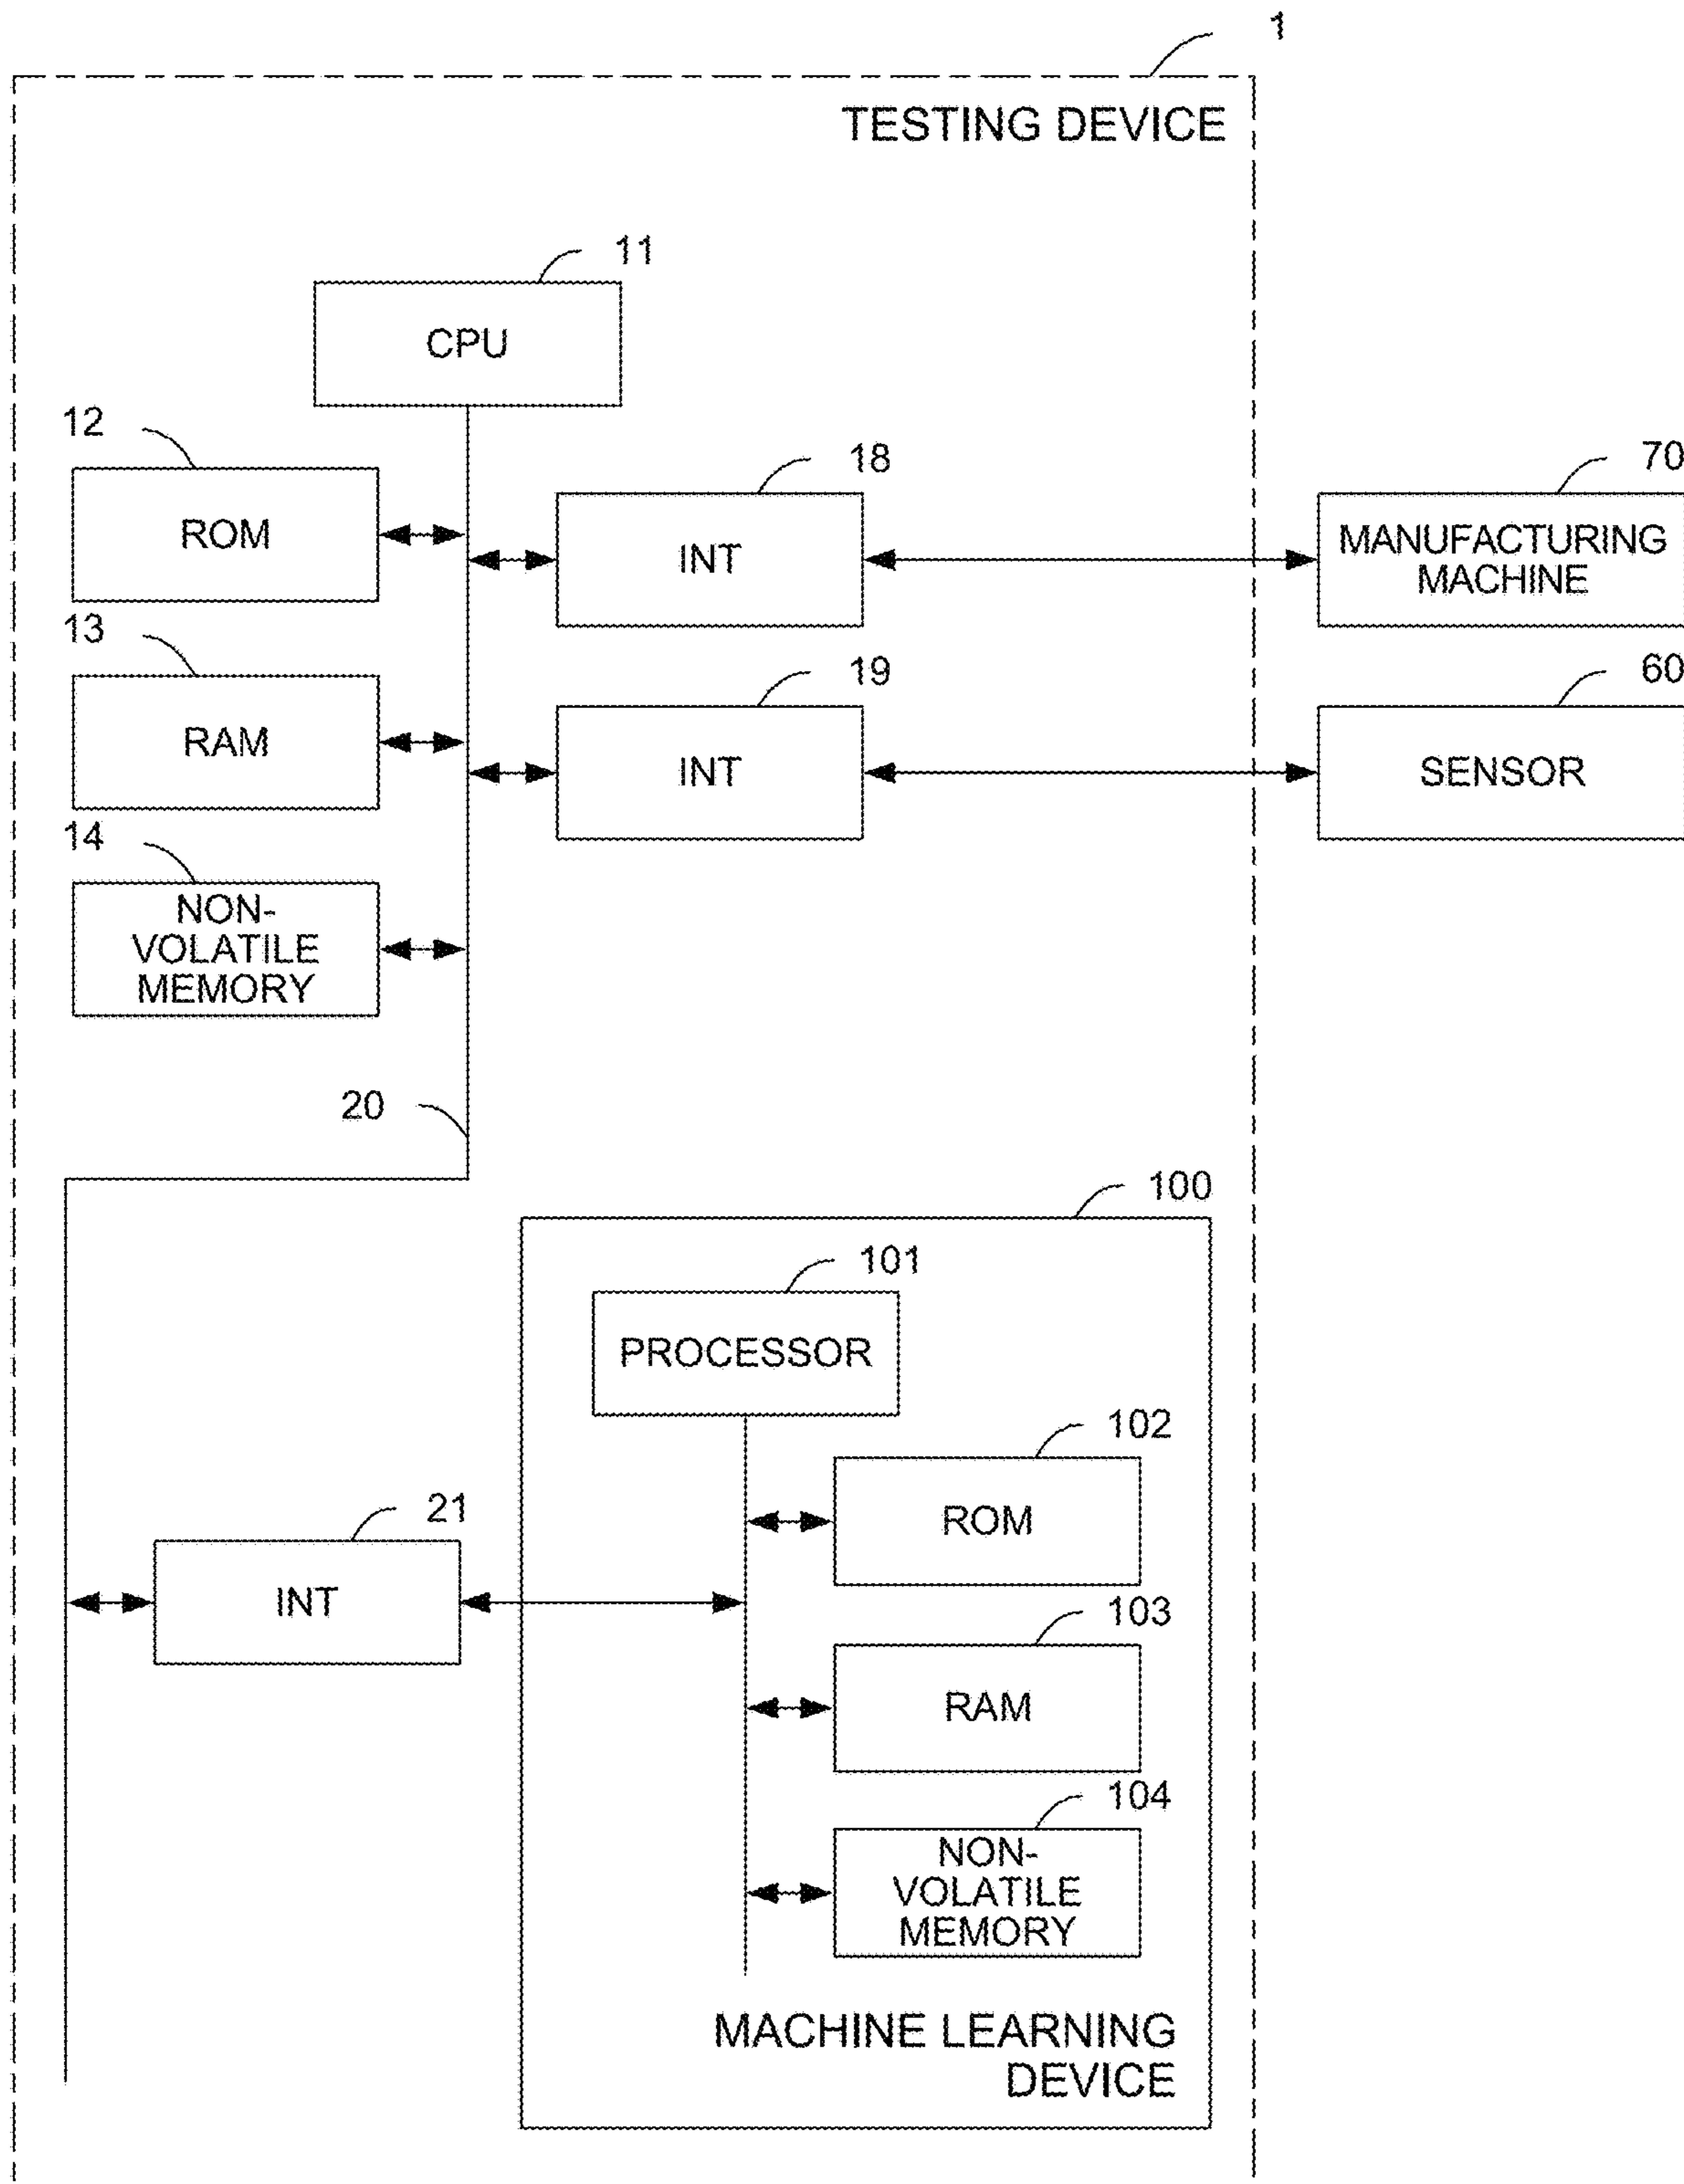 1
TESTING DEVICE
11
CPU
12
ROM
18
INT
70
MANUFACTURING
MACHINE
13
RAM
19
INT
60
SENSOR
14
NON-
VOLATILE
MEMORY
20
100
101
PROCESSOR
102
ROM
21
INT
103
RAM
104
NON-
VOLATILE
MEMORY
MACHINE LEARNING
DEVICE